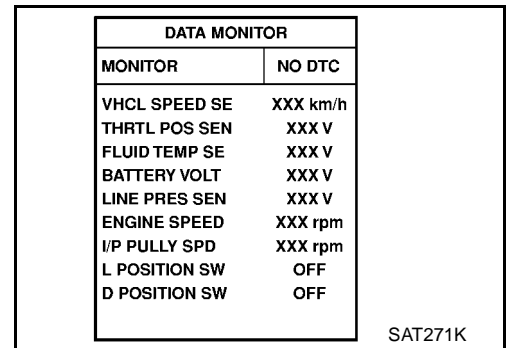 DATA MONITOR
MONITOR NO DTC
VHCL SPEED SE XXX km/h
THRTL POS SEN XXX V
FLUID TEMP SE XXX V
BATTERY VOLT XXX V
LINE PRES SEN XXX V
ENGINE SPEED XXX rpm
I/P PULLY SPD XXX rpm
L POSITION SW OFF
D POSITION SW OFF
SAT271K